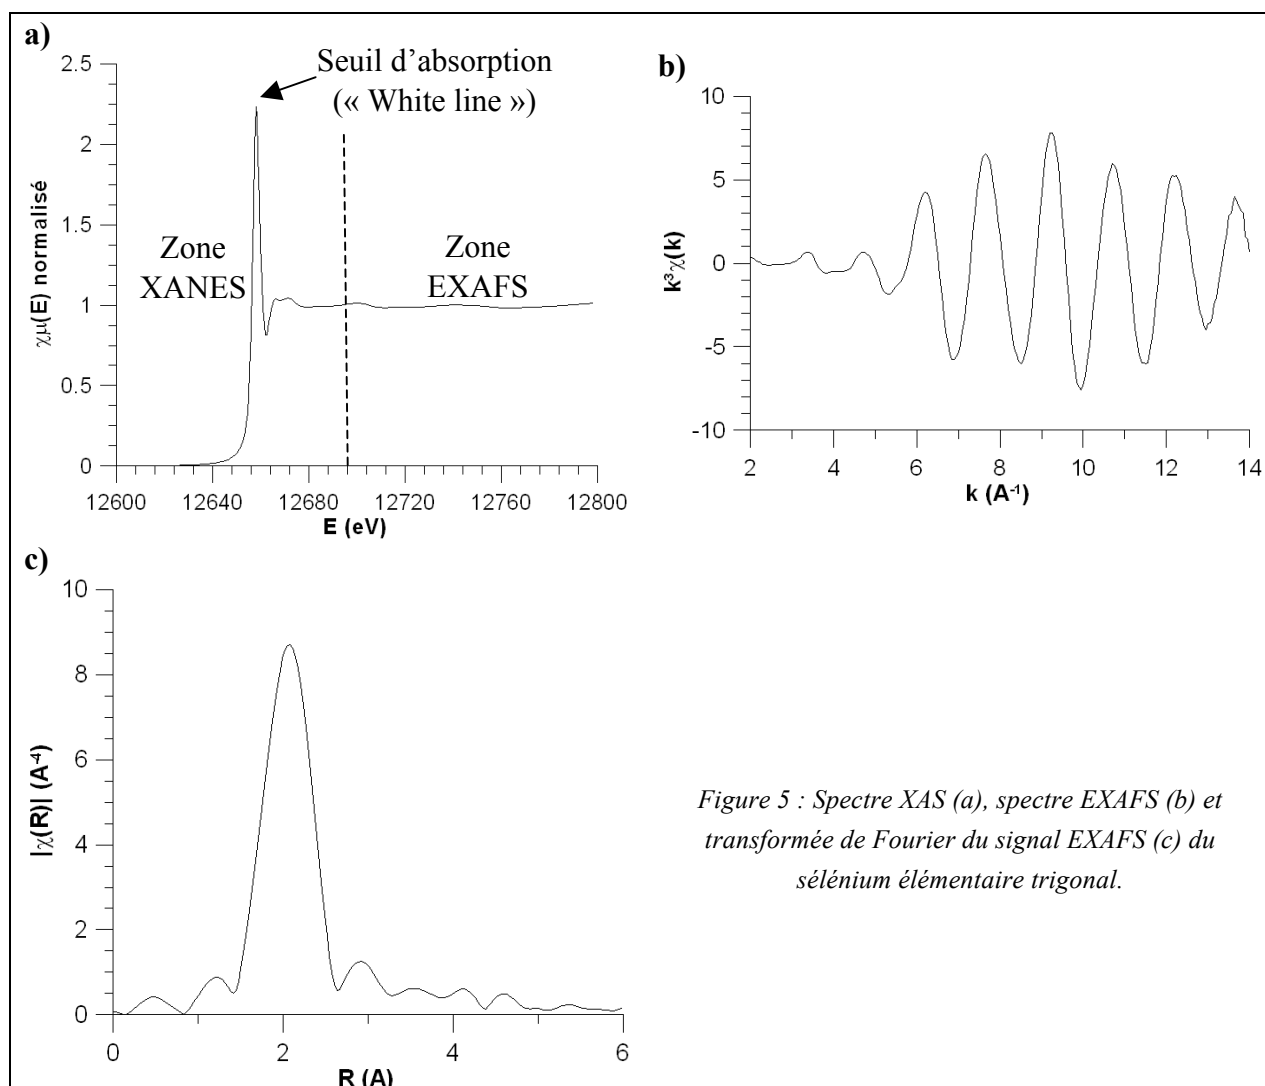 a)
Seuil d’absorption
(« White line »)
2.5
2
1.5
1
0.5
0
χμ(E) normalisé
Zone
XANES
Zone
EXAFS
12600 12640 12680 12720 12760 12800
E (eV)
b)
10
5
0
-5
-10
k³χ(k)
2 4 6 8 10 12 14
k (A⁻¹)
c)
10
8
6
4
2
0
|χ(R)| (A⁻⁴)
0 2 4 6
R (A)
Figure 5 : Spectre XAS (a), spectre EXAFS (b) et
transformée de Fourier du signal EXAFS (c) du
sélénium élémentaire trigonal.